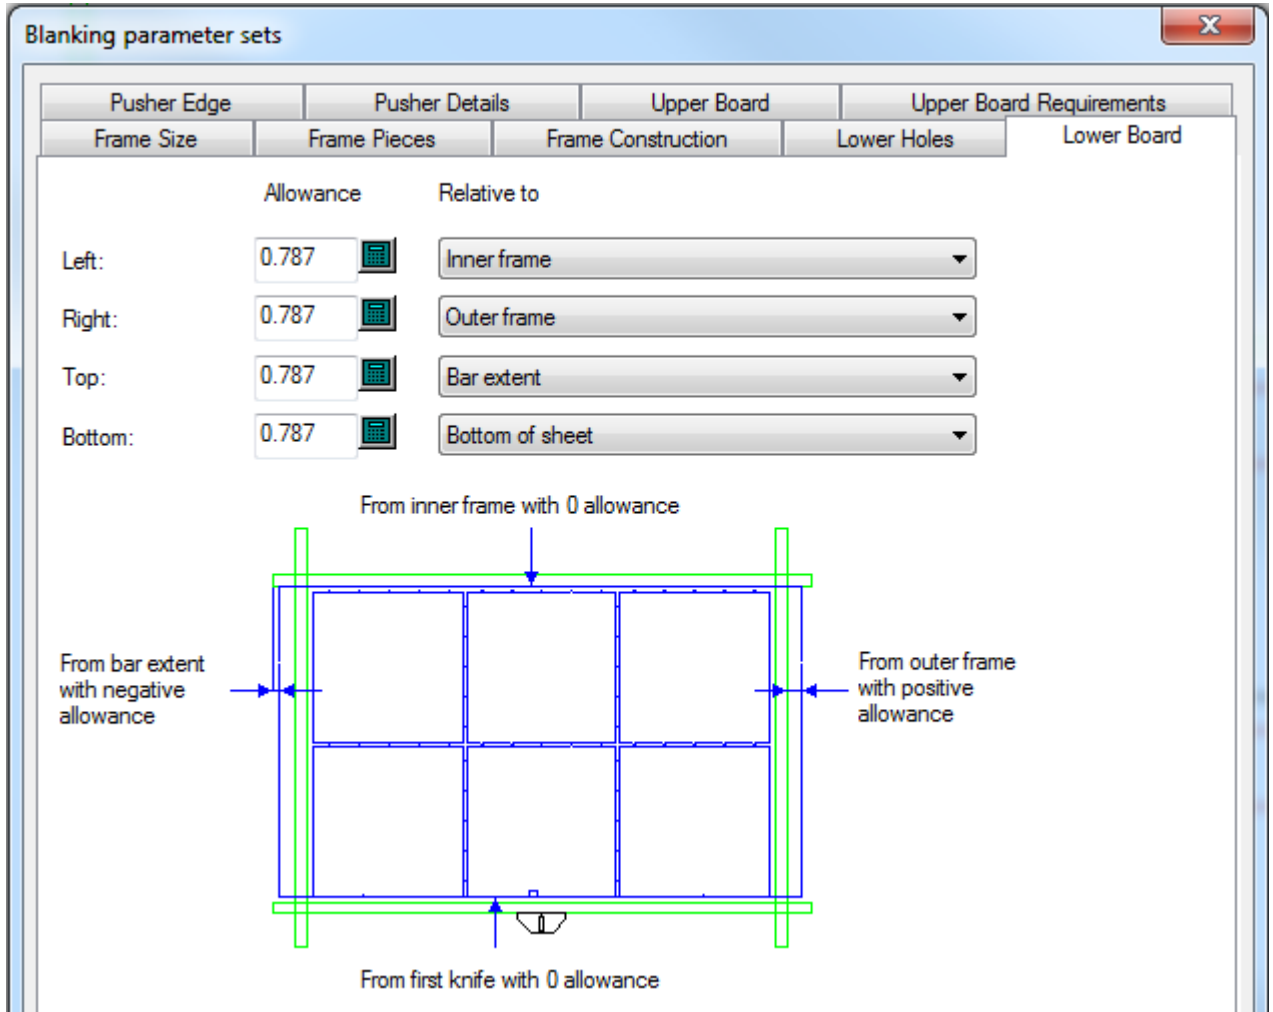 Blanking parameter sets
X
Pusher Edge Pusher Details Upper Board Upper Board Requirements
Frame Size Frame Pieces Frame Construction Lower Holes Lower Board
Allowance Relative to
Left: 0.787 Inner frame
Right: 0.787 Outer frame
Top: 0.787 Bar extent
Bottom: 0.787 Bottom of sheet
From inner frame with 0 allowance
From bar extent
with negative
allowance
From outer frame
with positive
allowance
From first knife with 0 allowance